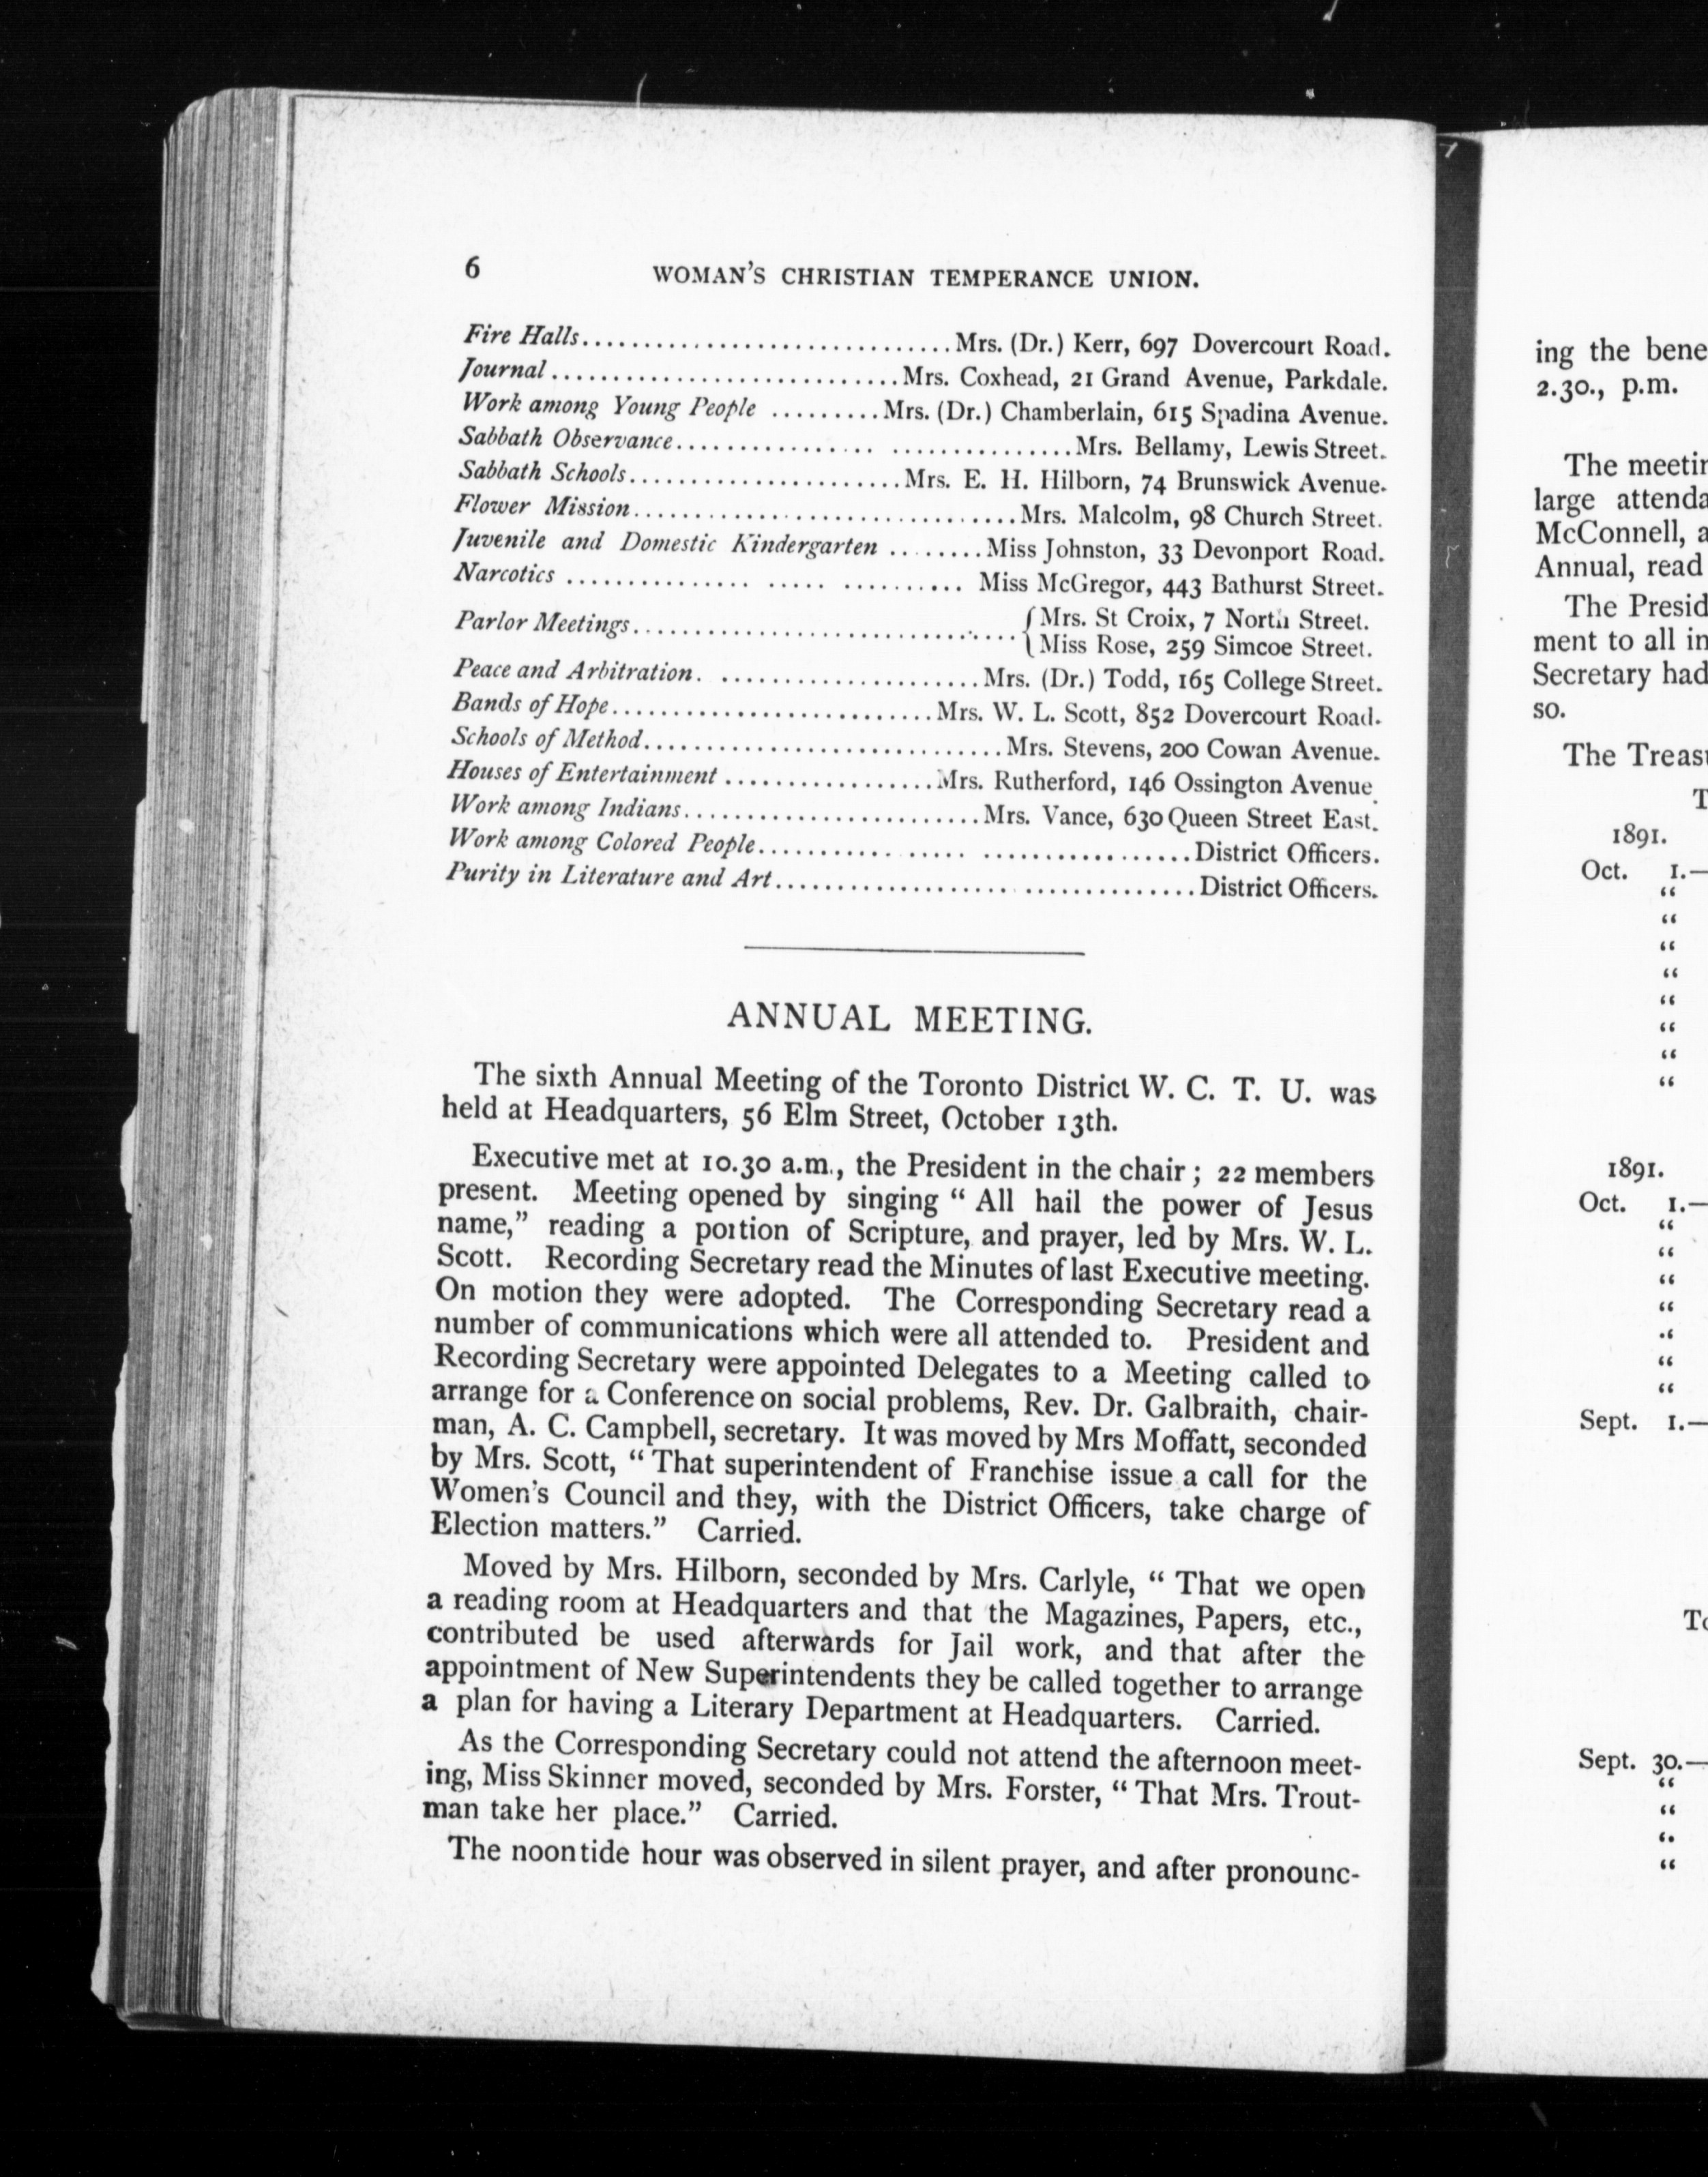 6 WOMAN'S CHRISTIAN TEMPERANCE UNION.
Fire Halls..............................Mrs. (Dr.) Kerr, 697 Dovercourt Road.
Journal............................Mrs. Coxhead, 21 Grand Avenue, Parkdale.
Work among Young People .........Mrs. (Dr.) Chamberlain, 615 Spadina Avenue.
Sabbath Observance................ ...............Mrs. Bellamy, Lewis Street.
Sabbath Schools......................Mrs. E. H. Hilborn, 74 Brunswick Avenue.
Flower Mission...............................Mrs. Malcolm, 98 Church Street.
Juvenile and Domestic Kindergarten ........Miss Johnston, 33 Devonport Road.
Narcotics ............... ..... .......... Miss McGregor, 443 Bathurst Street.
Parlor Meetings................................{Mrs. St Croix, 7 North Street.
{Miss Rose, 259 Simcoe Street.
Peace and Arbitration. .....................Mrs. (Dr.) Todd, 165 College Street.
Bands of Hope..........................Mrs. W. L. Scott, 852 Dovercourt Road.
Schools of Method.............................Mrs. Stevens, 200 Cowan Avenue.
Houses of Entertainment .................Mrs. Rutherford, 146 Ossington Avenue.
Work among Indians........................Mrs. Vance, 630 Queen Street East.
Work among Colored People........... ..... .................District Officers.
Purity in Literature and Art................... ..............District Officers.
ANNUAL MEETING.
The sixth Annual Meeting of the Toronto District W. C. T. U. was
held at Headquarters, 56 Elm Street, October 13th.
Executive met at 10.30 a.m., the President in the chair; 22 members
present. Meeting opened by singing "All hail the power of Jesus
name," reading a portion of Scripture, and prayer, led by Mrs. W. L.
Scott. Recording Secretary read the Minutes of last Executive meeting.
On motion they were adopted. The Corresponding Secretary read a
number of communications which were all attended to. President and
Recording Secretary were appointed Delegates to a Meeting called to
arrange for a Conference on social problems, Rev. Dr. Galbraith, chair-
man, A. C. Campbell, secretary. It was moved by Mrs Moffatt, seconded
by Mrs. Scott, "That superintendent of Franchise issue a call for the
Women's Council and they, with the District Officers, take charge of
Election matters." Carried.
Moved by Mrs. Hilborn, seconded by Mrs. Carlyle, "That we open
a reading room at Headquarters and that the Magazines, Papers, etc.,
contributed be used afterwards for Jail work, and that after the
appointment of New Superintendents they be called together to arrange
a plan for having a Literary Department at Headquarters. Carried.
As the Corresponding Secretary could not attend the afternoon meet-
ing, Miss Skinner moved, seconded by Mrs. Forster, "That Mrs. Trout-
man take her place." Carried.
The noontide hour was observed in silent prayer, and after pronounc-
ing the bene
2.30., p.m.
The meetin
large attenda
McConnell, a
Annual, read
The Presid
ment to all in
Secretary had
so.
The Treasu
T
1891.
Oct. 1.—
"
"
"
"
"
"
"
"
1891.
Oct. 1.—
"
"
"
"
"
"
"
Sept. 1.—
To
Sept. 30.—
"
"
"
"